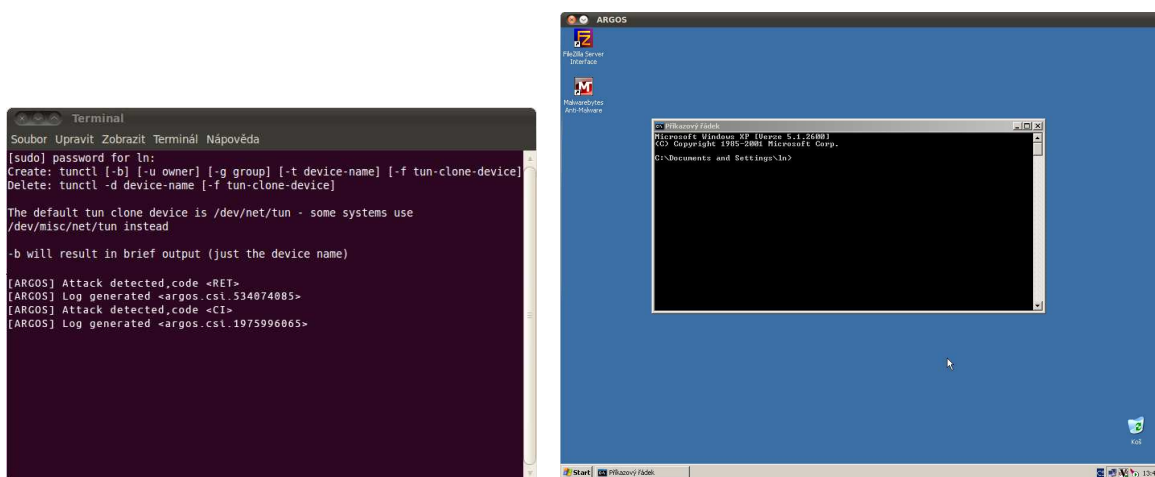 Terminal
Soubor Upravit Zobrazit Terminál Nápověda
[sudo] password for ln:
Create: tunctl [-b] [-u owner] [-g group] [-t device-name] [-f tun-clone-device]
Delete: tunctl -d device-name [-f tun-clone-device]
The default tun clone device is /dev/net/tun - some systems use
/dev/misc/net/tun instead
-b will result in brief output (just the device name)
[ARGOS] Attack detected,code <RET>
[ARGOS] Log generated <argos.csi.534074085>
[ARGOS] Attack detected,code <CI>
[ARGOS] Log generated <argos.csi.1975996065>
ARGOS
FileZilla Server
Interface
Malwarebytes
Anti-Malware
Příkazový řádek
Microsoft Windows XP [Verze 5.1.2600]
(C) Copyright 1985-2001 Microsoft Corp.
C:\Documents and Settings\ln>
Koš
Start
Příkazový řádek